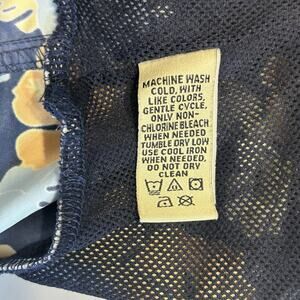 MACHINE WASH
COLD, WITH
LIKE COLORS,
GENTLE CYCLE,
ONLY NON-
CHLORINE BLEACH
WHEN NEEDED
TUMBLE DRY LOW
USE COOL IRON
WHEN NEEDED,
DO NOT DRY
CLEAN